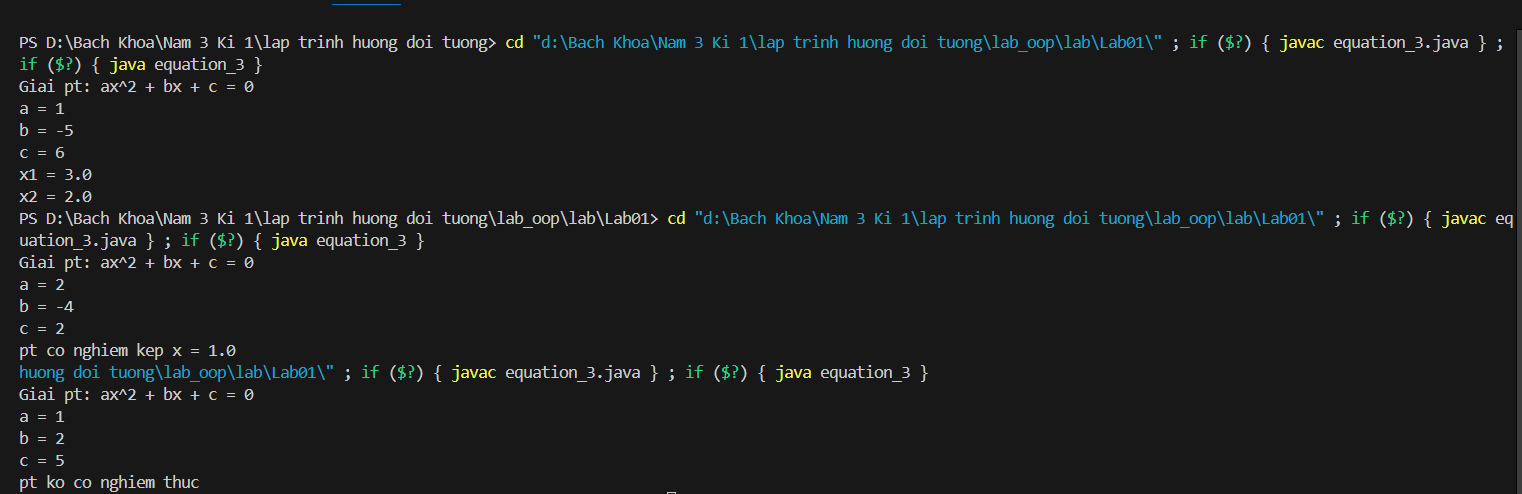 PS D:\Bach Khoa\Nam 3 Ki 1\lap trinh huong doi tuong> cd "d:\Bach Khoa\Nam 3 Ki 1\lap trinh huong doi tuong\lab_oop\lab\Lab01\" ; if ($?) { javac equation_3.java } ;
if ($?) { java equation_3 }
Giai pt: ax^2 + bx + c = 0
a = 1
b = -5
c = 6
x1 = 3.0
x2 = 2.0
PS D:\Bach Khoa\Nam 3 Ki 1\lap trinh huong doi tuong\lab_oop\lab\Lab01> cd "d:\Bach Khoa\Nam 3 Ki 1\lap trinh huong doi tuong\lab_oop\lab\Lab01\" ; if ($?) { javac eq
uation_3.java } ; if ($?) { java equation_3 }
Giai pt: ax^2 + bx + c = 0
a = 2
b = -4
c = 2
pt co nghiem kep x = 1.0
huong doi tuong\lab_oop\lab\Lab01\" ; if ($?) { javac equation_3.java } ; if ($?) { java equation_3 }
Giai pt: ax^2 + bx + c = 0
a = 1
b = 2
c = 5
pt ko co nghiem thuc